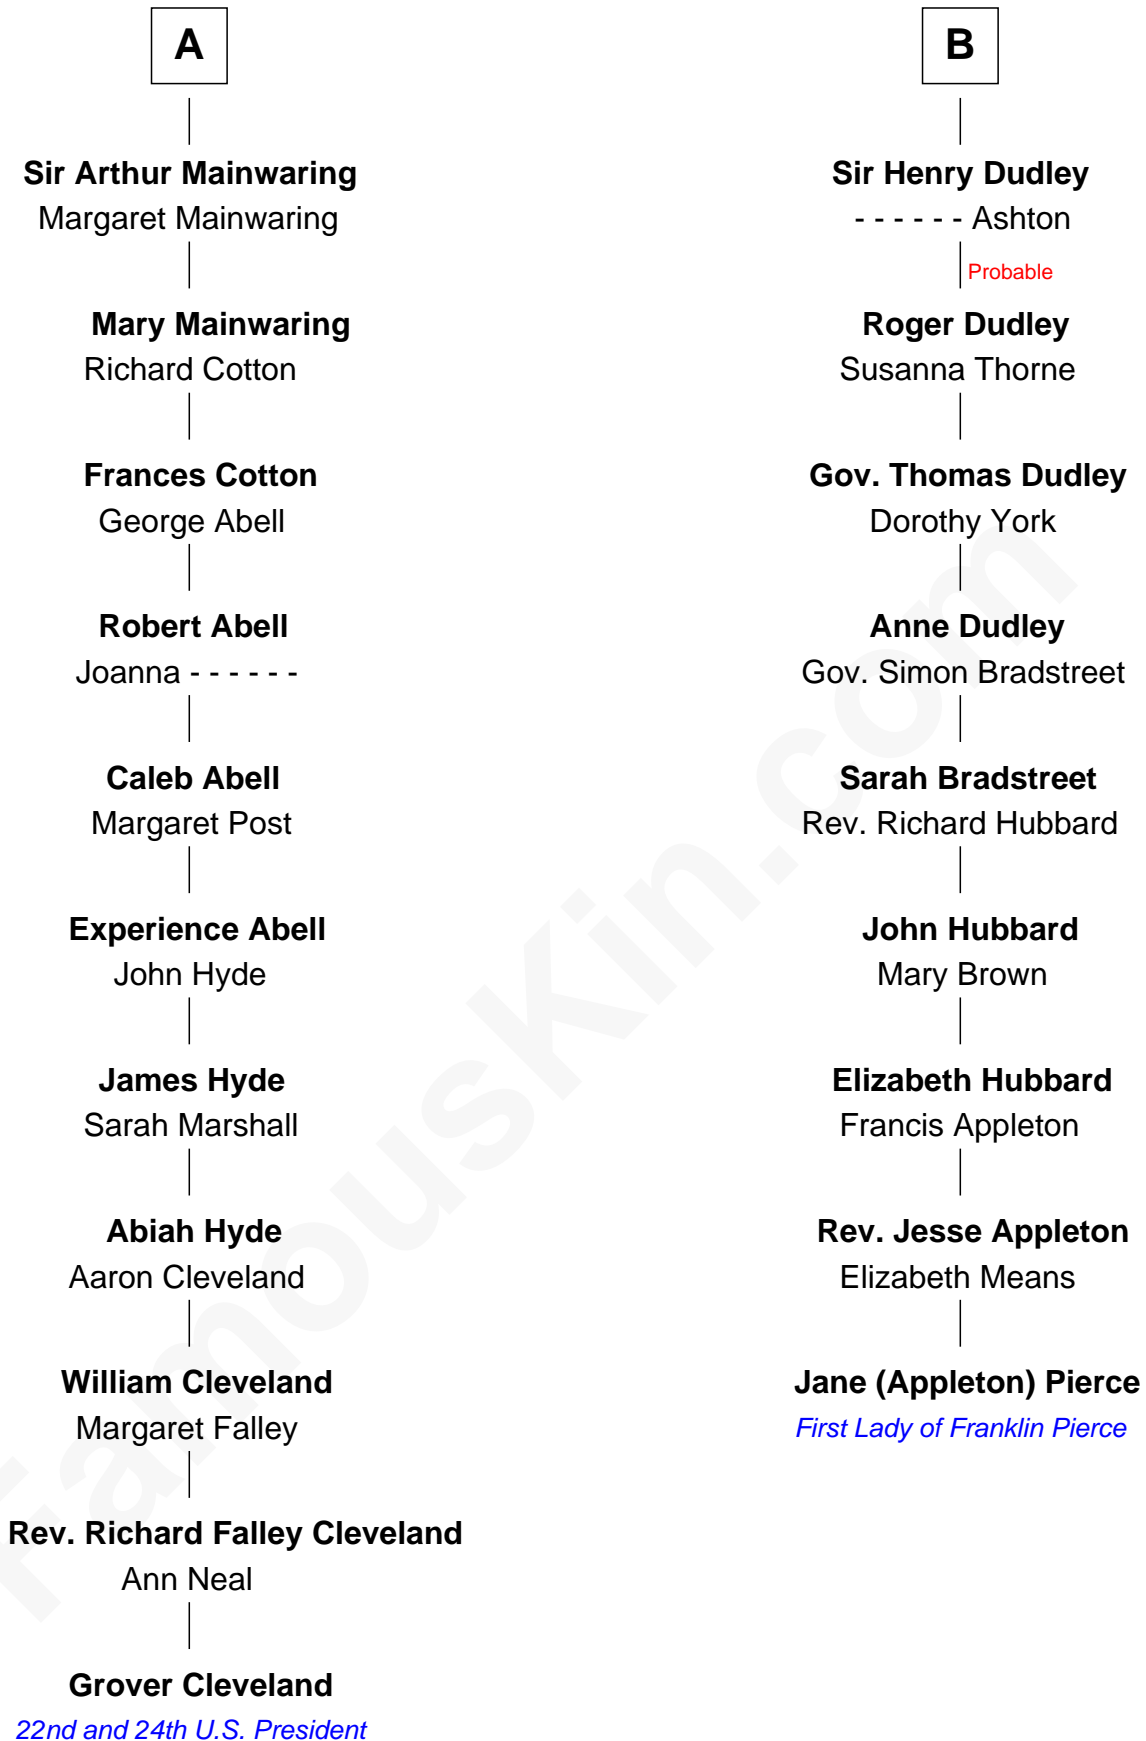 A
Sir Arthur Mainwaring
Margaret Mainwaring
Mary Mainwaring
Richard Cotton
Frances Cotton
George Abell
Robert Abell
Joanna - - - - - -
Caleb Abell
Margaret Post
Experience Abell
John Hyde
James Hyde
Sarah Marshall
Abiah Hyde
Aaron Cleveland
William Cleveland
Margaret Falley
Rev. Richard Falley Cleveland
Ann Neal
Grover Cleveland
22nd and 24th U.S. President
B
Sir Henry Dudley
- - - - - - Ashton
Probable
Roger Dudley
Susanna Thorne
Gov. Thomas Dudley
Dorothy York
Anne Dudley
Gov. Simon Bradstreet
Sarah Bradstreet
Rev. Richard Hubbard
John Hubbard
Mary Brown
Elizabeth Hubbard
Francis Appleton
Rev. Jesse Appleton
Elizabeth Means
Jane (Appleton) Pierce
First Lady of Franklin Pierce
FamousKin.com